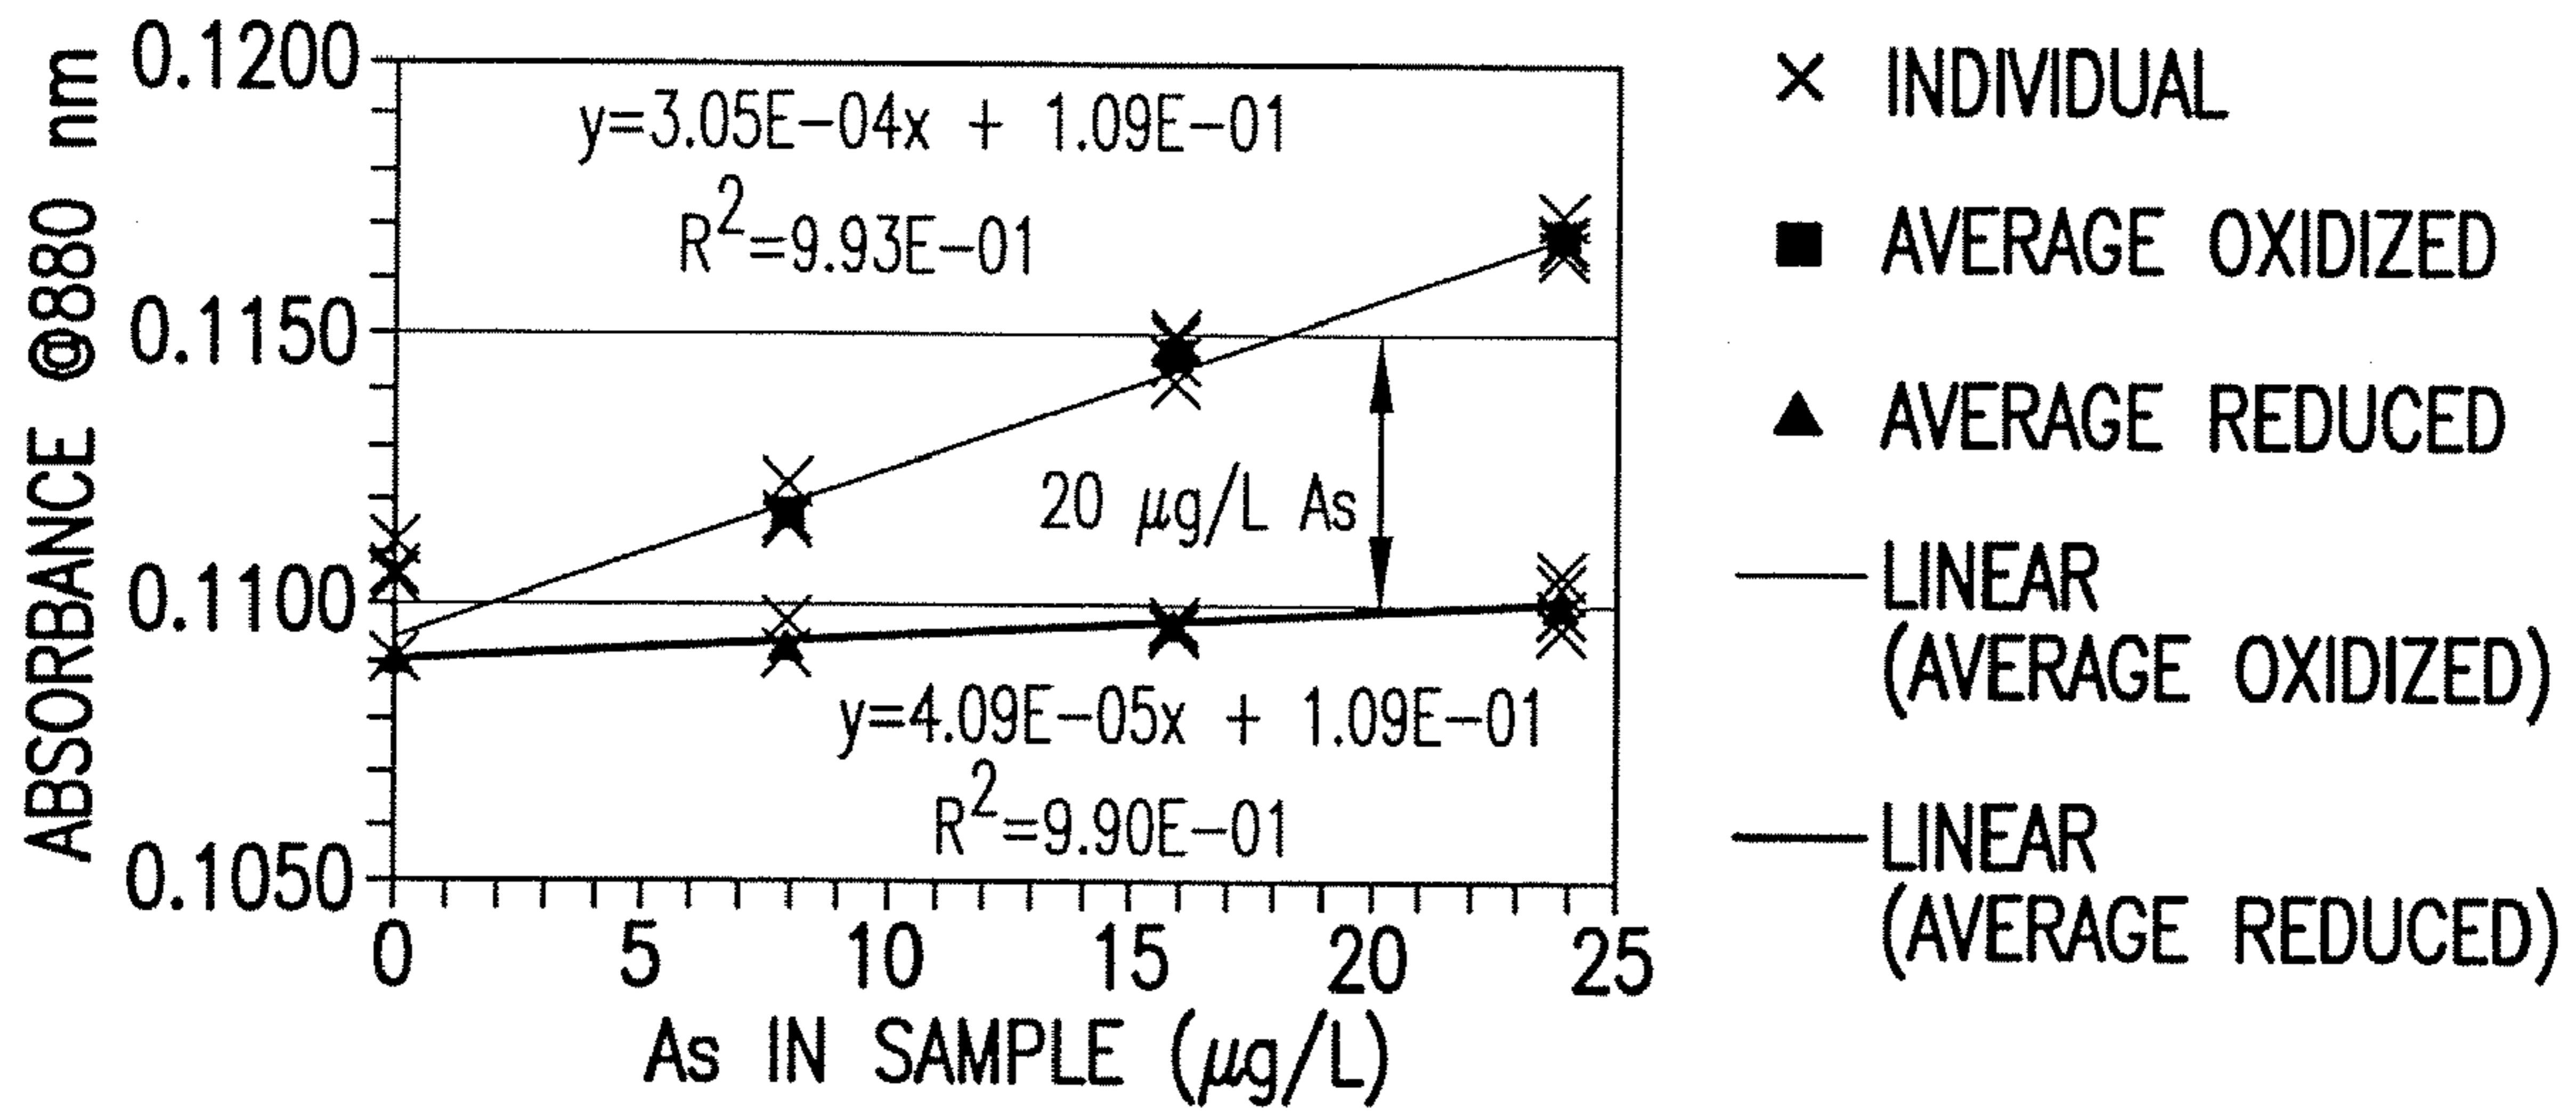 ABSORBANCE @880 nm
0.1200
0.1150
0.1100
0.1050
y=3.05E-04x + 1.09E-01
R²=9.93E-01
20 µg/L As
y=4.09E-05x + 1.09E-01
R²=9.90E-01
0 5 10 15 20 25
As IN SAMPLE (µg/L)
INDIVIDUAL
AVERAGE OXIDIZED
AVERAGE REDUCED
LINEAR
(AVERAGE OXIDIZED)
LINEAR
(AVERAGE REDUCED)